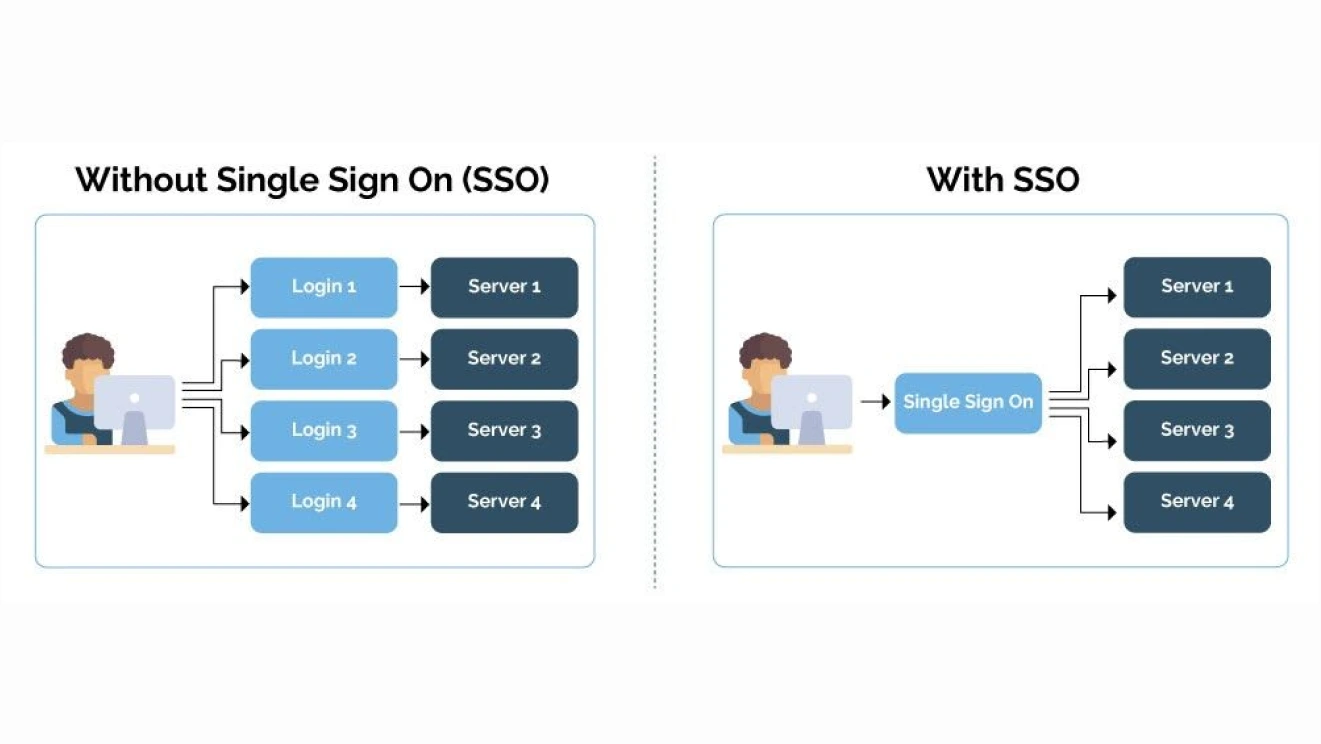 Without Single Sign On (SSO)
Login 1
Server 1
Login 2
Server 2
Login 3
Server 3
Login 4
Server 4
With SSO
Single Sign On
Server 1
Server 2
Server 3
Server 4